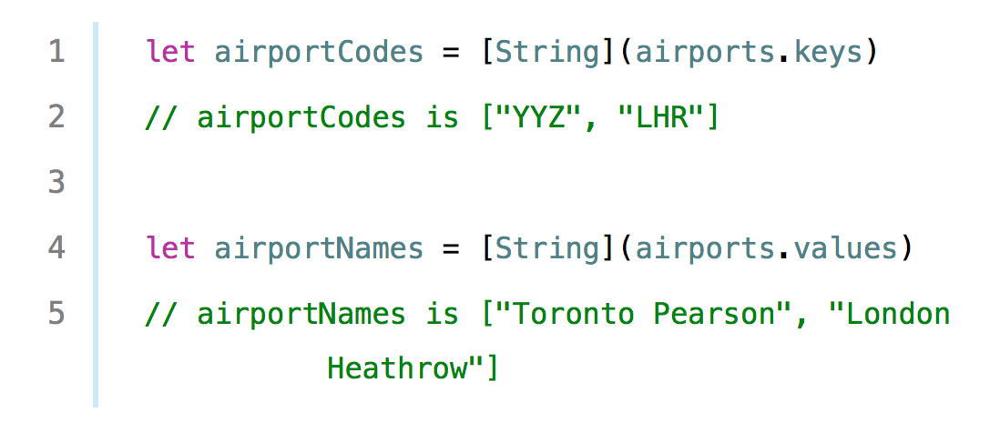 1 let airportCodes = [String](airports.keys)
2 // airportCodes is ["YYZ", "LHR"]
3
4 let airportNames = [String](airports.values)
5 // airportNames is ["Toronto Pearson", "London
Heathrow"]